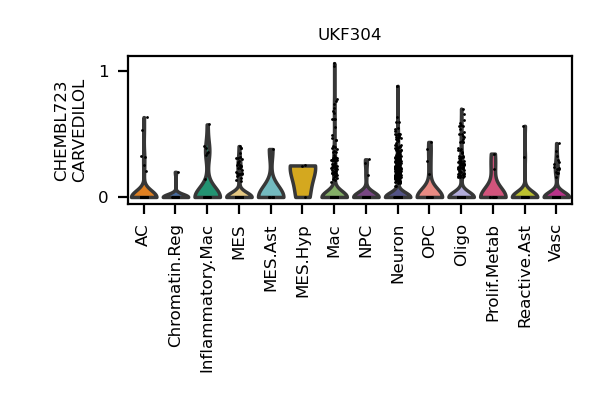 UKF304
CHEMBL723
CARVEDILOL
1
0
AC
Chromatin.Reg
Inflammatory.Mac
MES
MES.Ast
MES.Hyp
Mac
NPC
Neuron
OPC
Oligo
Prolif.Metab
Reactive.Ast
Vasc